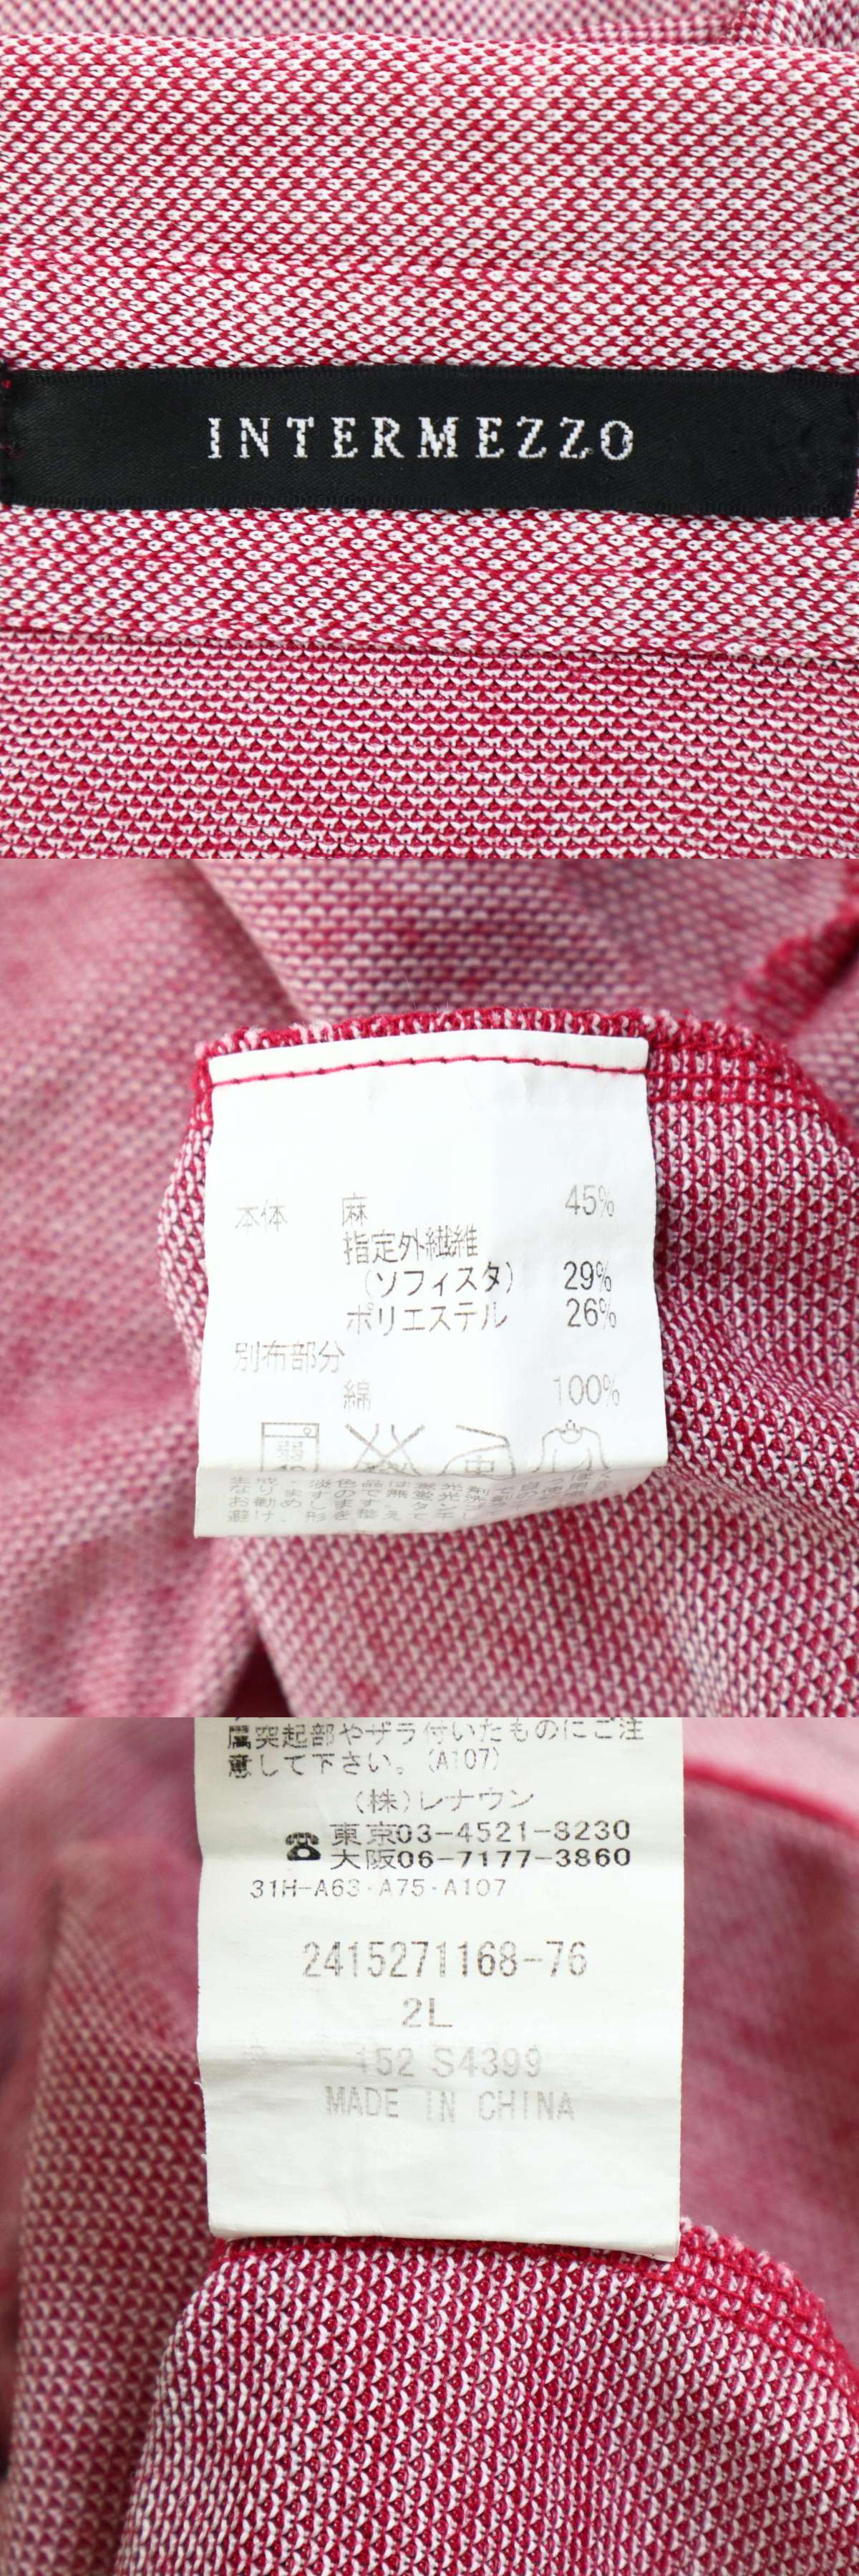 INTERMEZZO
本体 麻 45%
指定外繊維
(ソフィスタ) 29%
ポリエステル 26%
別布部分
綿 100%
弱
中
突起部やザラ付いたものにご注
意して下さい。(A107)
(株)レナウン
☎ 東京03-4521-8230
大阪06-7177-3860
31H-A63・A75・A107
2415271168-76
2L
152 S4399
MADE IN CHINA